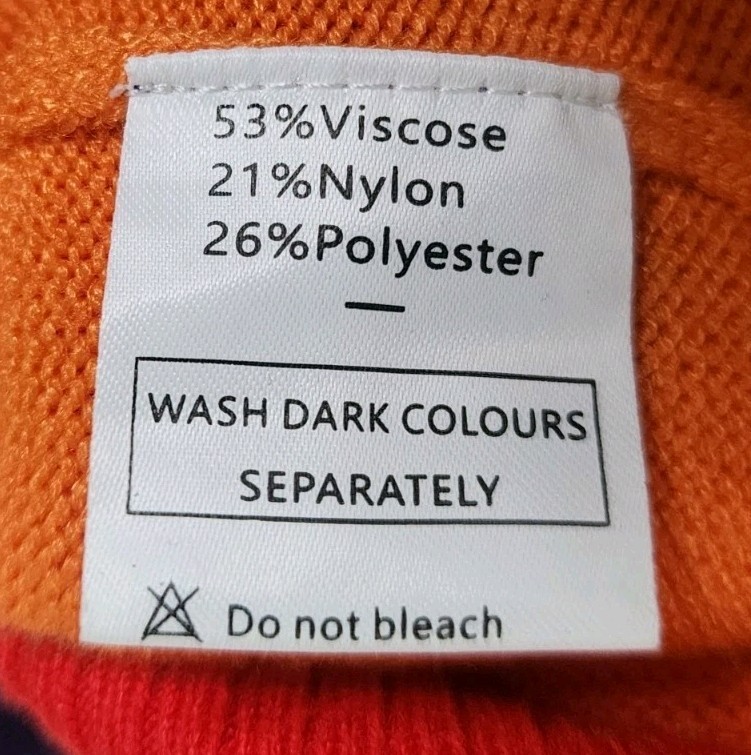 53%Viscose
21%Nylon
26%Polyester
—
WASH DARK COLOURS
SEPARATELY
Do not bleach